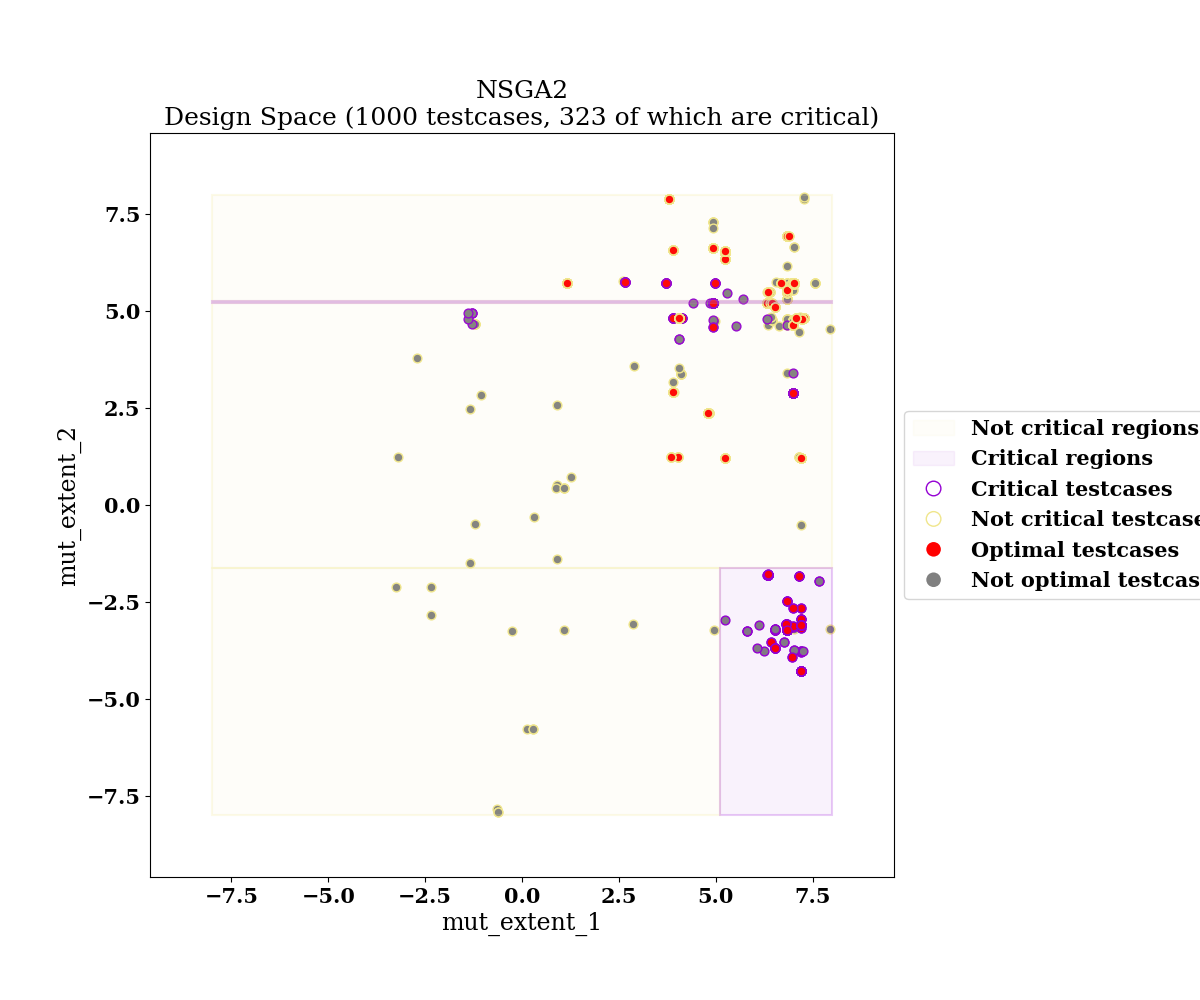 NSGA2
Design Space (1000 testcases, 323 of which are critical)
mut_extent_2
7.5
5.0
2.5
0.0
−2.5
−5.0
−7.5
−7.5
−5.0
−2.5
0.0
2.5
5.0
7.5
mut_extent_1
Not critical regions
Critical regions
Critical testcases
Not critical testcase
Optimal testcases
Not optimal testcas